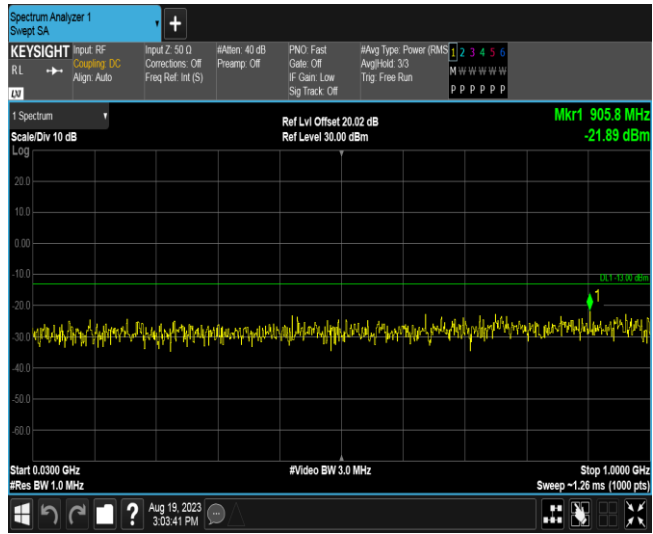 Spectrum Analyzer 1
Swept SA
+
KEYSIGHT
RL
LXI
Input: RF
Coupling: DC
Align: Auto
Input Z: 50 Ω
Corrections: Off
Freq Ref: Int (S)
#Atten: 40 dB
Preamp: Off
PNO: Fast
Gate: Off
IF Gain: Low
Sig Track: Off
#Avg Type: Power (RMS
Avg|Hold: 3/3
Trig: Free Run
1 2 3 4 5 6
M W W W W W
P P P P P P
1 Spectrum
Scale/Div 10 dB
Ref Lvl Offset 20.02 dB
Ref Level 30.00 dBm
Mkr1 905.8 MHz
-21.89 dBm
Log
20.0
10.0
0.00
-10.0
DL1 -13.00 dBm
1
-20.0
-30.0
-40.0
-50.0
-60.0
Start 0.0300 GHz
#Video BW 3.0 MHz
Stop 1.0000 GHz
#Res BW 1.0 MHz
Sweep ~1.26 ms (1000 pts)
?
Aug 19, 2023
3:03:41 PM